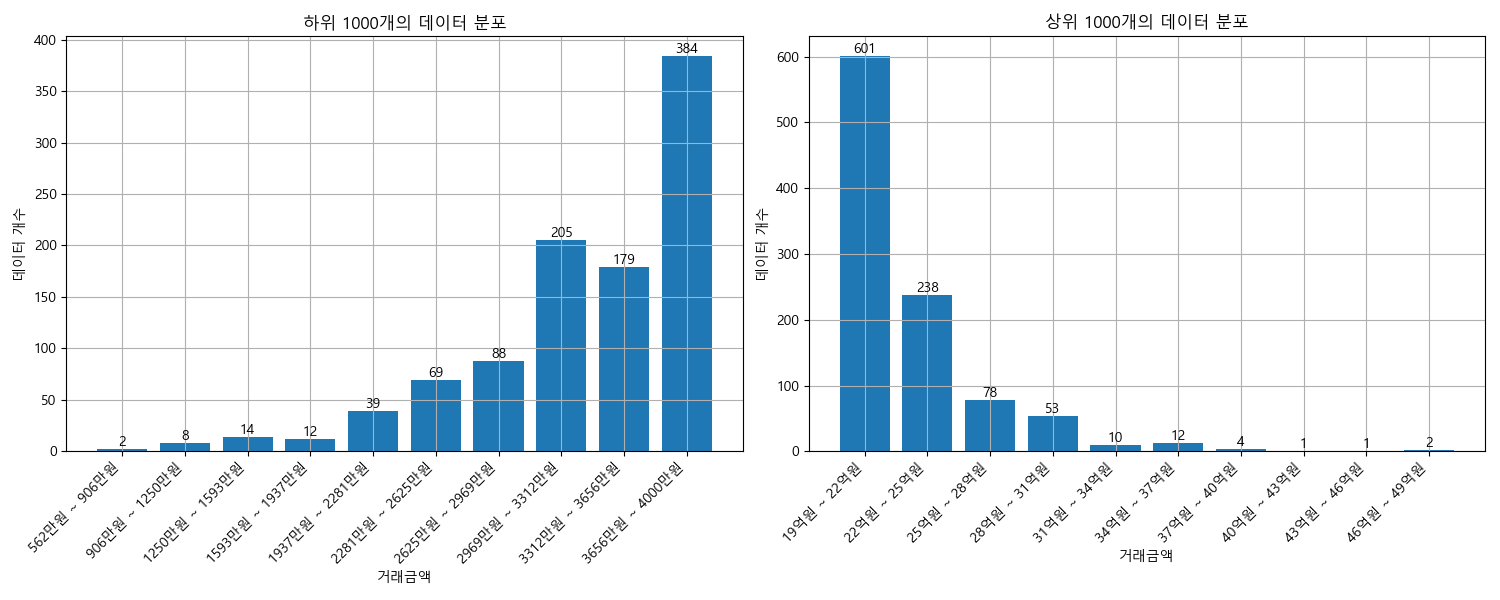 하위 1000개의 데이터 분포
데이터 개수
400
350
300
250
200
150
100
50
0
2
8
14
12
39
69
88
205
179
384
562만원 ~ 906만원
906만원 ~ 1250만원
1250만원 ~ 1593만원
1593만원 ~ 1937만원
1937만원 ~ 2281만원
2281만원 ~ 2625만원
2625만원 ~ 2969만원
2969만원 ~ 3312만원
3312만원 ~ 3656만원
3656만원 ~ 4000만원
거래금액
상위 1000개의 데이터 분포
데이터 개수
600
500
400
300
200
100
0
601
238
78
53
10
12
4
1
1
2
19억원 ~ 22억원
22억원 ~ 25억원
25억원 ~ 28억원
28억원 ~ 31억원
31억원 ~ 34억원
34억원 ~ 37억원
37억원 ~ 40억원
40억원 ~ 43억원
43억원 ~ 46억원
46억원 ~ 49억원
거래금액